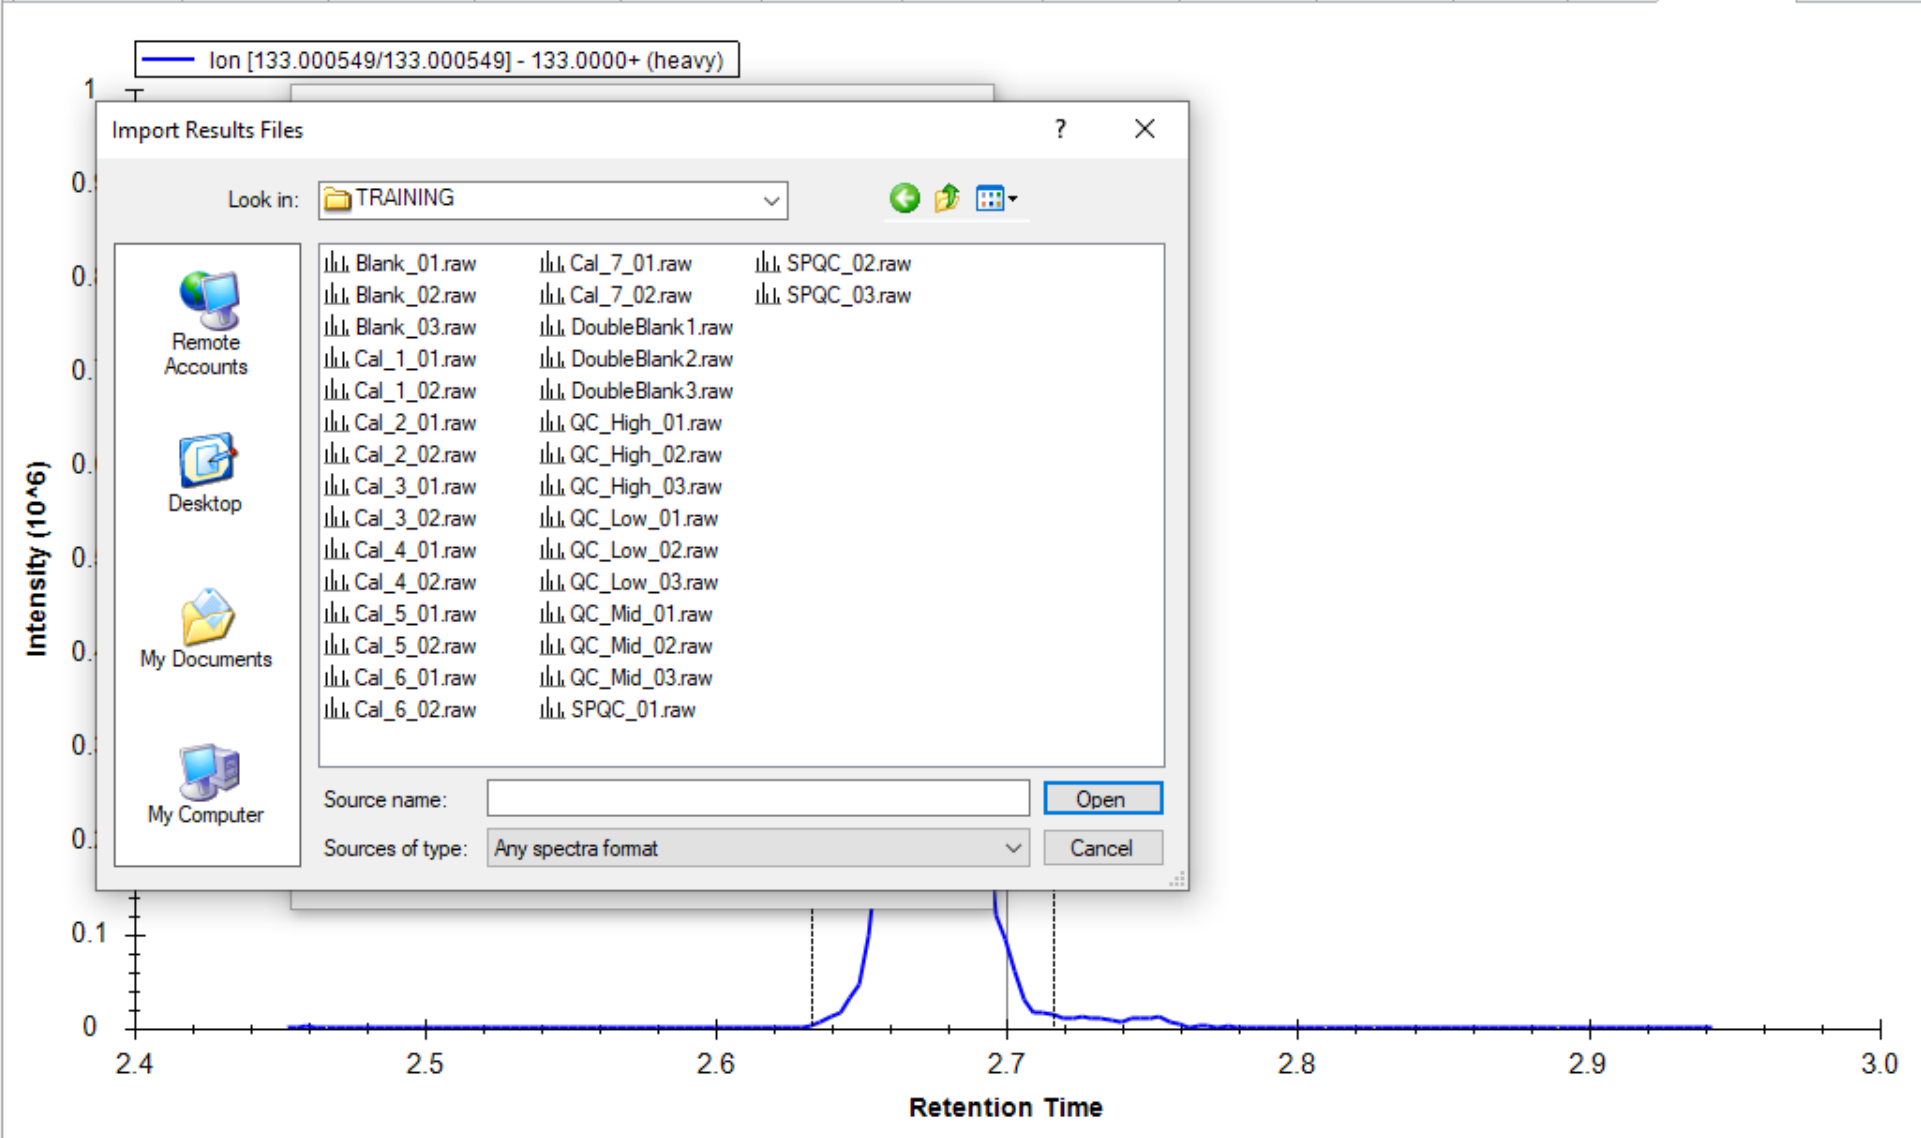 Ion [133.000549/133.000549] - 133.0000+ (heavy)
1
Import Results Files
?
Look in:
TRAINING
Blank_01.raw
Blank_02.raw
Blank_03.raw
Cal_1_01.raw
Cal_1_02.raw
Cal_2_01.raw
Cal_2_02.raw
Cal_3_01.raw
Cal_3_02.raw
Cal_4_01.raw
Cal_4_02.raw
Cal_5_01.raw
Cal_5_02.raw
Cal_6_01.raw
Cal_6_02.raw
Cal_7_01.raw
Cal_7_02.raw
DoubleBlank1.raw
DoubleBlank2.raw
DoubleBlank3.raw
QC_High_01.raw
QC_High_02.raw
QC_High_03.raw
QC_Low_01.raw
QC_Low_02.raw
QC_Low_03.raw
QC_Mid_01.raw
QC_Mid_02.raw
QC_Mid_03.raw
SPQC_01.raw
SPQC_02.raw
SPQC_03.raw
Remote
Accounts
Desktop
My Documents
My Computer
Source name:
Open
Sources of type:
Any spectra format
Cancel
Intensity (10^6)
0.1
0
2.4 2.5 2.6 2.7 2.8 2.9 3.0
Retention Time